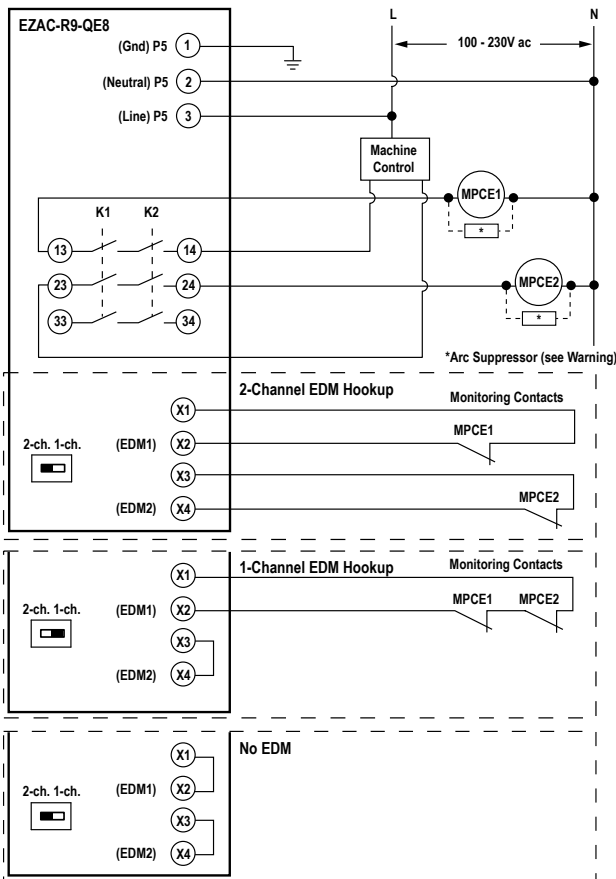 EZAC-R9-QE8
L
N
(Gnd) P5 1
100 - 230V ac
(Neutral) P5 2
(Line) P5 3
Machine
Control
MPCE1
*
K1 K2
13 14
23 24
33 34
MPCE2
*
*Arc Suppressor (see Warning)
2-Channel EDM Hookup
Monitoring Contacts
X1
MPCE1
2-ch. 1-ch.
(EDM1) X2
X3
MPCE2
(EDM2) X4
1-Channel EDM Hookup
Monitoring Contacts
X1
MPCE1 MPCE2
2-ch. 1-ch.
(EDM1) X2
X3
(EDM2) X4
No EDM
X1
2-ch. 1-ch.
(EDM1) X2
X3
(EDM2) X4